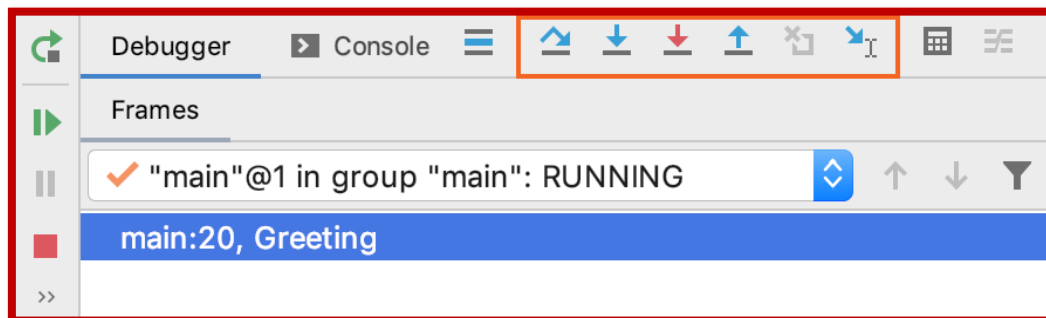 Debugger Console
Frames
"main"@1 in group "main": RUNNING
main:20, Greeting